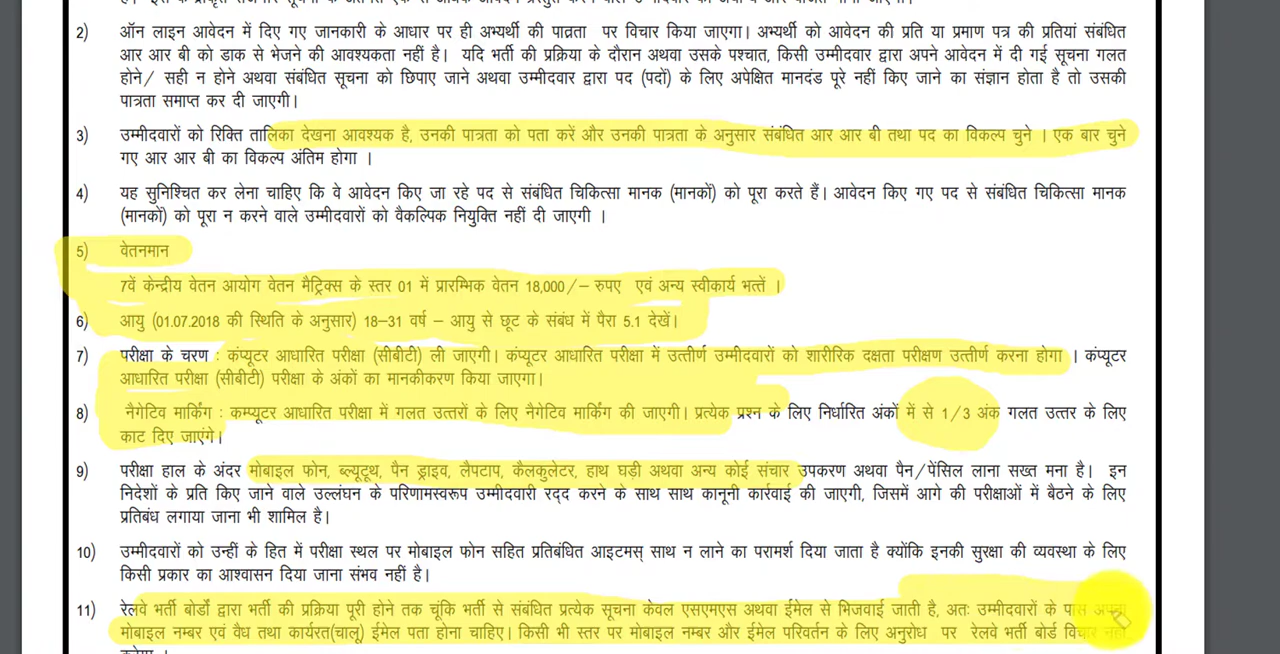 2) ऑन लाइन आवेदन में दिए गए जानकारी के आधार पर ही अभ्यर्थी की पात्रता पर विचार किया जाएगा। अभ्यर्थी को आवेदन की प्रति या प्रमाण पत्र की प्रतियां संबंधित
आर आर बी को डाक से भेजने की आवश्यकता नहीं है। यदि भर्ती की प्रक्रिया के दौरान अथवा उसके पश्चात, किसी उम्मीदवार द्वारा अपने आवेदन में दी गई सूचना गलत
होने/ सही न होने अथवा संबंधित सूचना को छिपाए जाने अथवा उम्मीदवार द्वारा पद (पदों) के लिए अपेक्षित मानदंड पूरे नहीं किए जाने का संज्ञान होता है तो उसकी
पात्रता समाप्त कर दी जाएगी।
3) उम्मीदवारों को रिक्ति तालिका देखना आवश्यक है, उनकी पात्रता को पता करें और उनकी पात्रता के अनुसार संबंधित आर आर बी तथा पद का विकल्प चुने । एक बार चुने
गए आर आर बी का विकल्प अंतिम होगा ।
4) यह सुनिश्चित कर लेना चाहिए कि वे आवेदन किए जा रहे पद से संबंधित चिकित्सा मानक (मानकों) को पूरा करते हैं। आवेदन किए गए पद से संबंधित चिकित्सा मानक
(मानकों) को पूरा न करने वाले उम्मीदवारों को वैकल्पिक नियुक्ति नहीं दी जाएगी ।
5) वेतनमान
7वें केन्द्रीय वेतन आयोग वेतन मैट्रिक्स के स्तर 01 में प्रारम्भिक वेतन 18,000/– रुपए एवं अन्य स्वीकार्य भत्तें ।
6) आयु (01.07.2018 की स्थिति के अनुसार) 18–31 वर्ष – आयु से छूट के संबंध में पैरा 5.1 देखें।
7) परीक्षा के चरण : कंप्यूटर आधारित परीक्षा (सीबीटी) ली जाएगी। कंप्यूटर आधारित परीक्षा में उत्तीर्ण उम्मीदवारों को शारीरिक दक्षता परीक्षण उत्तीर्ण करना होगा । कंप्यूटर
आधारित परीक्षा (सीबीटी) परीक्षा के अंकों का मानकीकरण किया जाएगा।
8) नैगेटिव मार्किंग : कम्प्यूटर आधारित परीक्षा में गलत उत्तरों के लिए नैगेटिव मार्किंग की जाएगी। प्रत्येक प्रश्न के लिए निर्धारित अंकों में से 1/3 अंक गलत उत्तर के लिए
काट दिए जाएंगे।
9) परीक्षा हाल के अंदर मोबाइल फोन, ब्ल्यूटूथ, पैन ड्राइव, लैपटाप, कैलकुलेटर, हाथ घड़ी अथवा अन्य कोई संचार उपकरण अथवा पैन/पेंसिल लाना सख्त मना है। इन
निदेशों के प्रति किए जाने वाले उल्लंघन के परिणामस्वरूप उम्मीदवारी रद्द करने के साथ साथ कानूनी कार्रवाई की जाएगी, जिसमें आगे की परीक्षाओं में बैठने के लिए
प्रतिबंध लगाया जाना भी शामिल है।
10) उम्मीदवारों को उन्हीं के हित में परीक्षा स्थल पर मोबाइल फोन सहित प्रतिबंधित आइटमस् साथ न लाने का परामर्श दिया जाता है क्योंकि इनकी सुरक्षा की व्यवस्था के लिए
किसी प्रकार का आश्वासन दिया जाना संभव नहीं है।
11) रेलवे भर्ती बोर्डों द्वारा भर्ती की प्रक्रिया पूरी होने तक चूंकि भर्ती से संबंधित प्रत्येक सूचना केवल एसएमएस अथवा ईमेल से भिजवाई जाती है, अतः उम्मीदवारों के पास अपना
मोबाइल नम्बर एवं वैध तथा कार्यरत(चालू) ईमेल पता होना चाहिए। किसी भी स्तर पर मोबाइल नम्बर और ईमेल परिवर्तन के लिए अनुरोध पर रेलवे भर्ती बोर्ड विचार नहीं